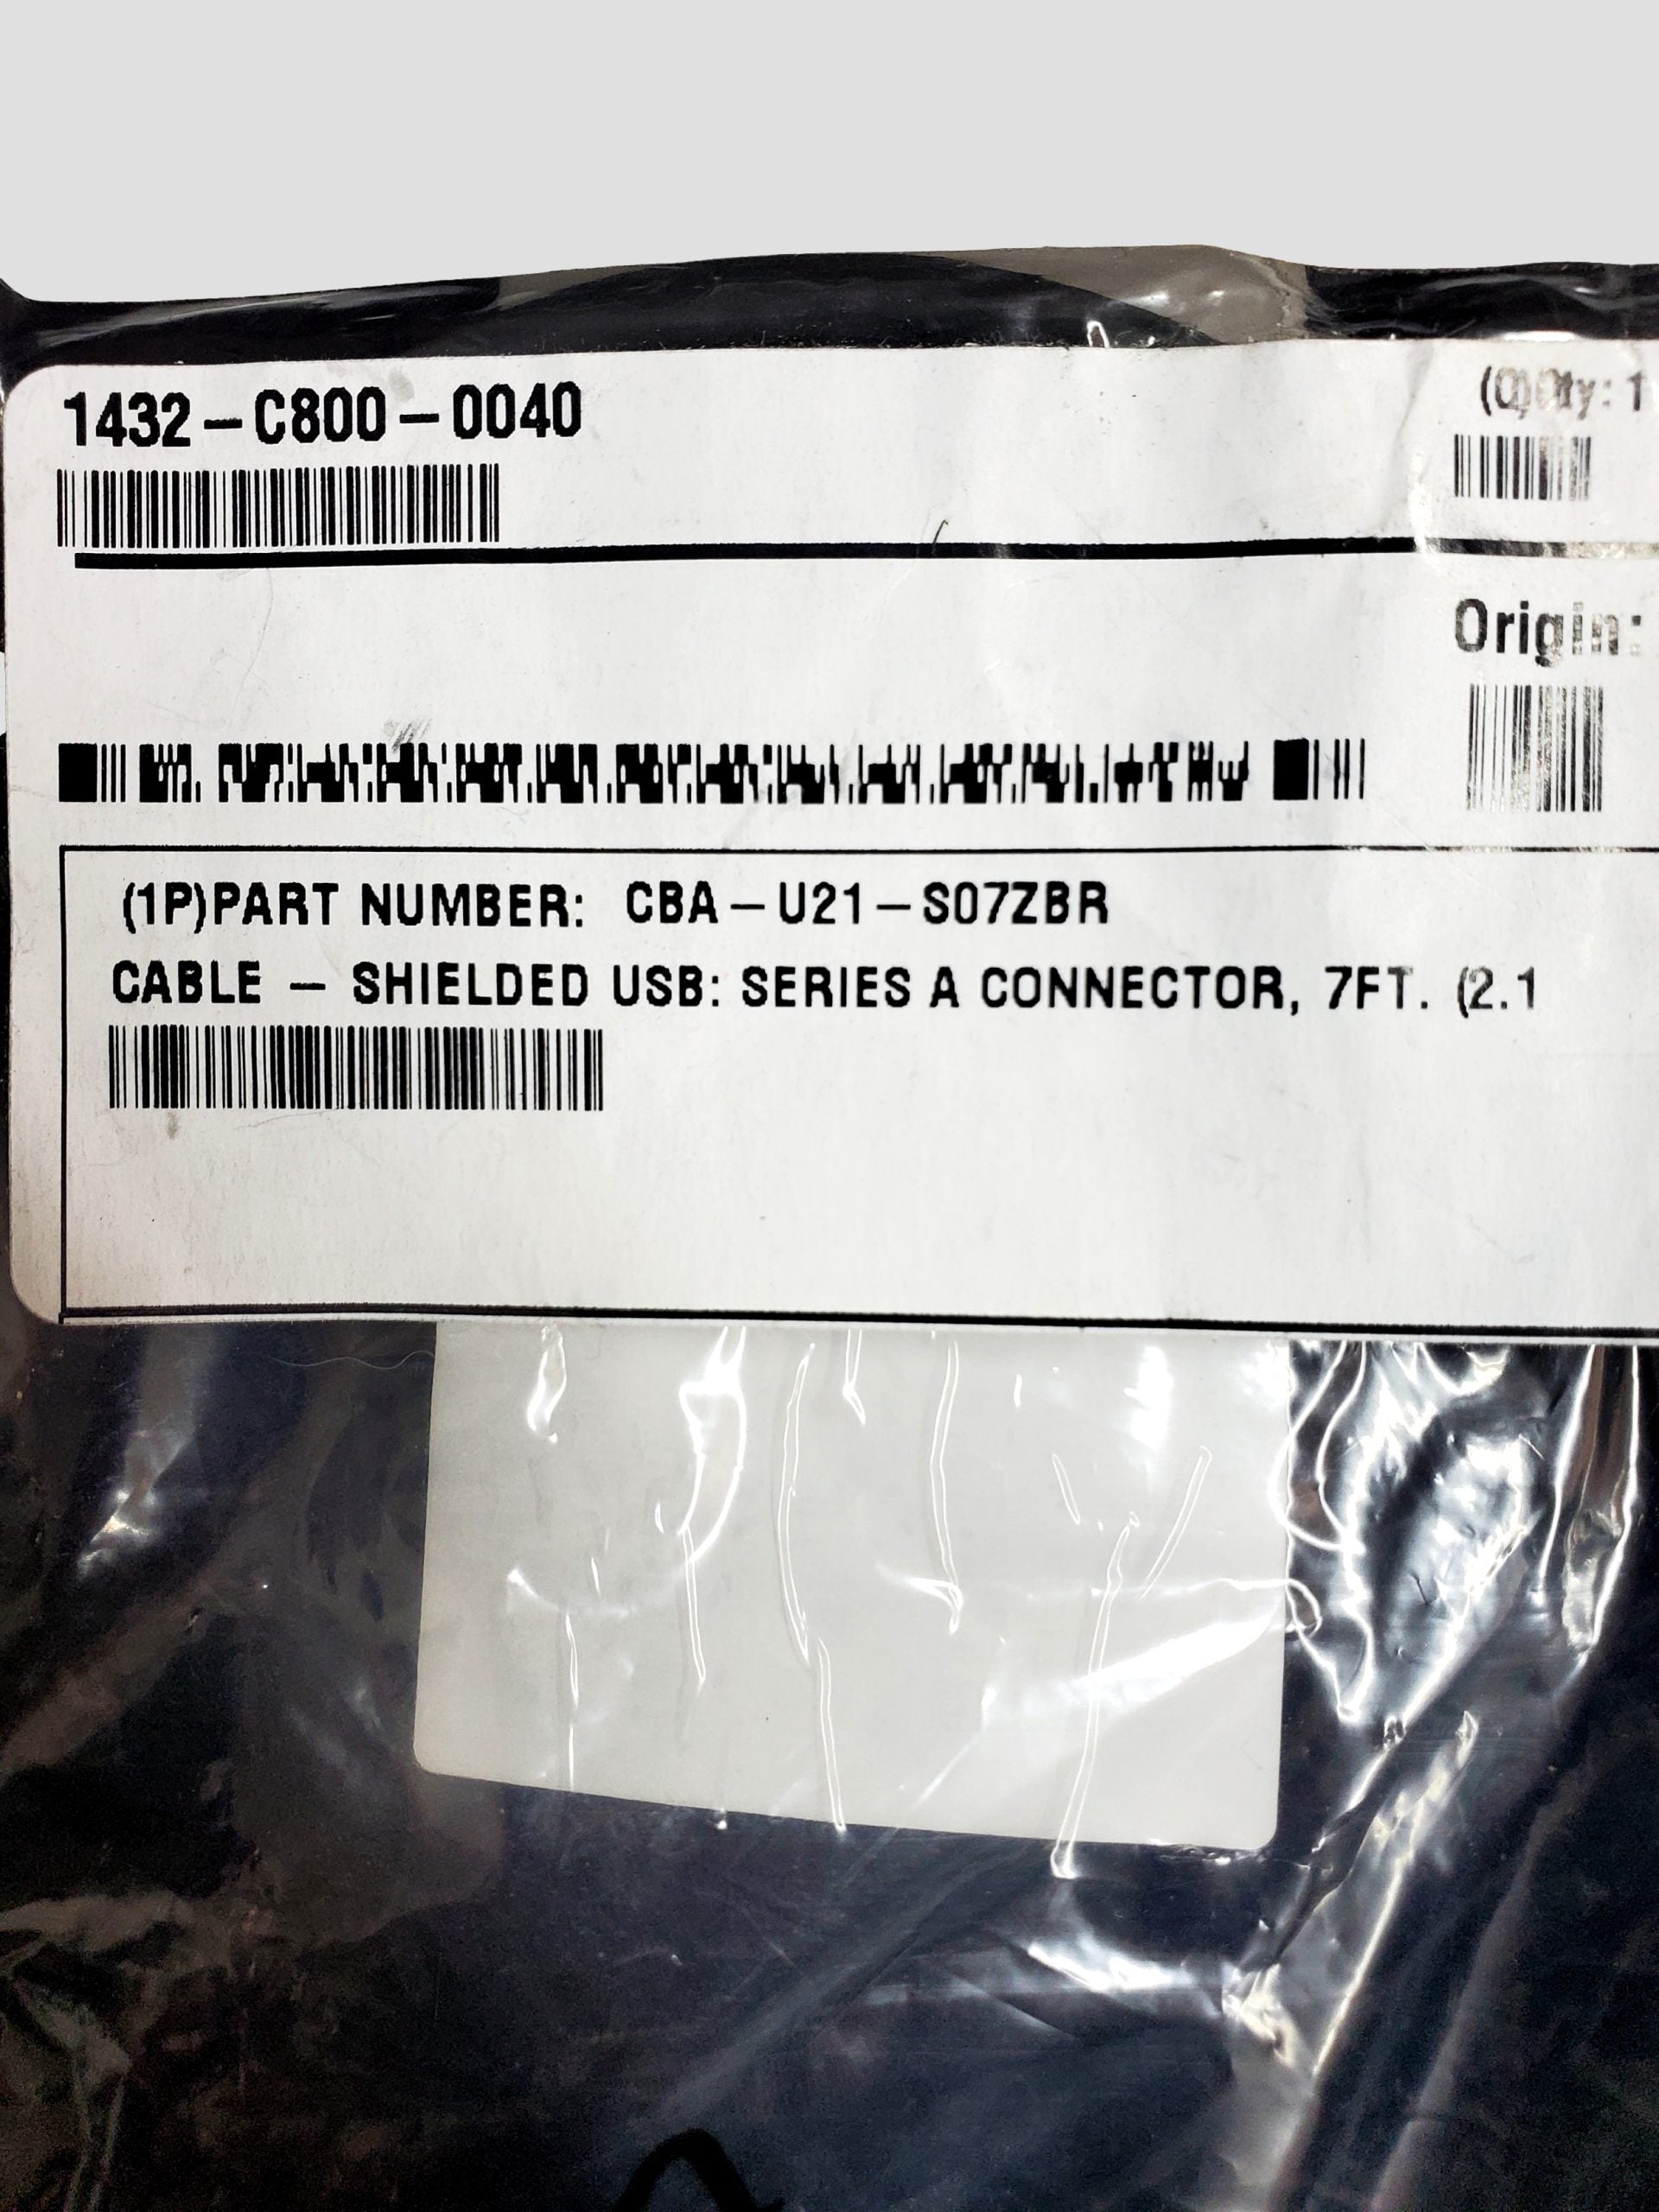 1432-C800-0040
(Q)Qty: 1
Origin:
(1P)PART NUMBER: CBA-U21-S07ZBR
CABLE - SHIELDED USB: SERIES A CONNECTOR, 7FT. (2.1